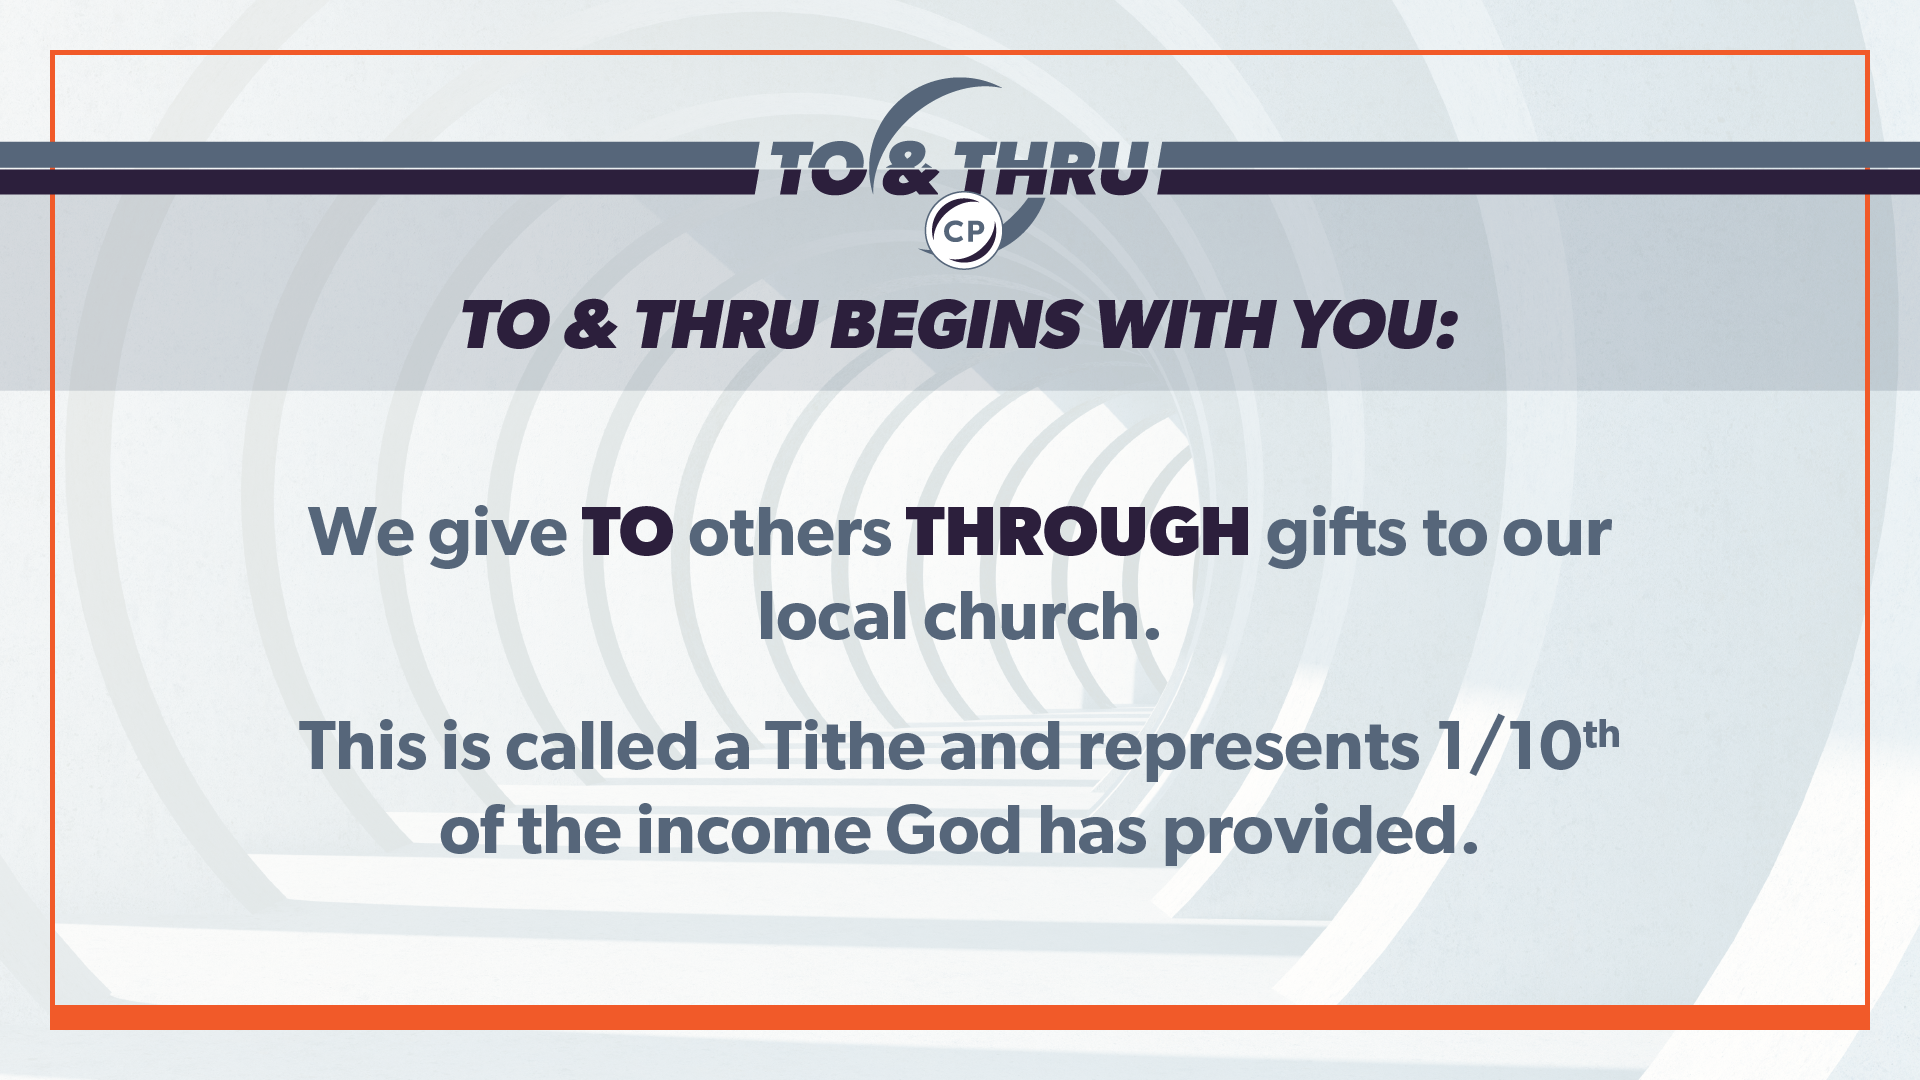 TO & THRU
CP
TO & THRU BEGINS WITH YOU:
We give TO others THROUGH gifts to our
local church.
This is called a Tithe and represents 1/10th
of the income God has provided.